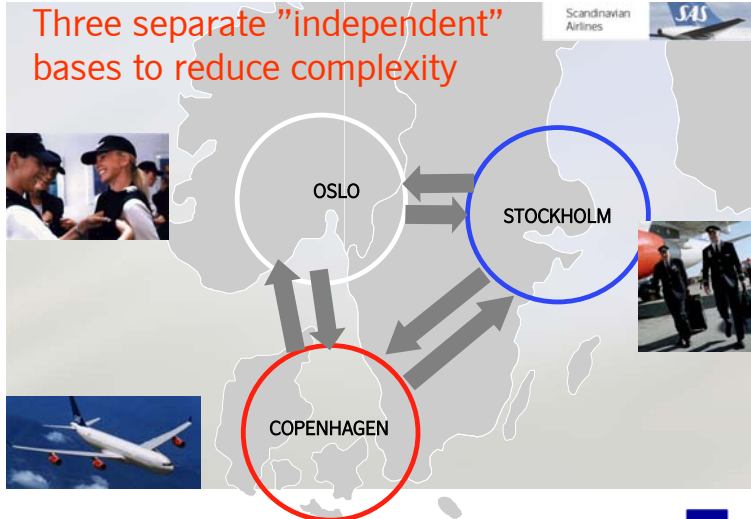 Three separate ”independent”
bases to reduce complexity
Scandinavian
Airlines
SAS
OSLO
STOCKHOLM
COPENHAGEN